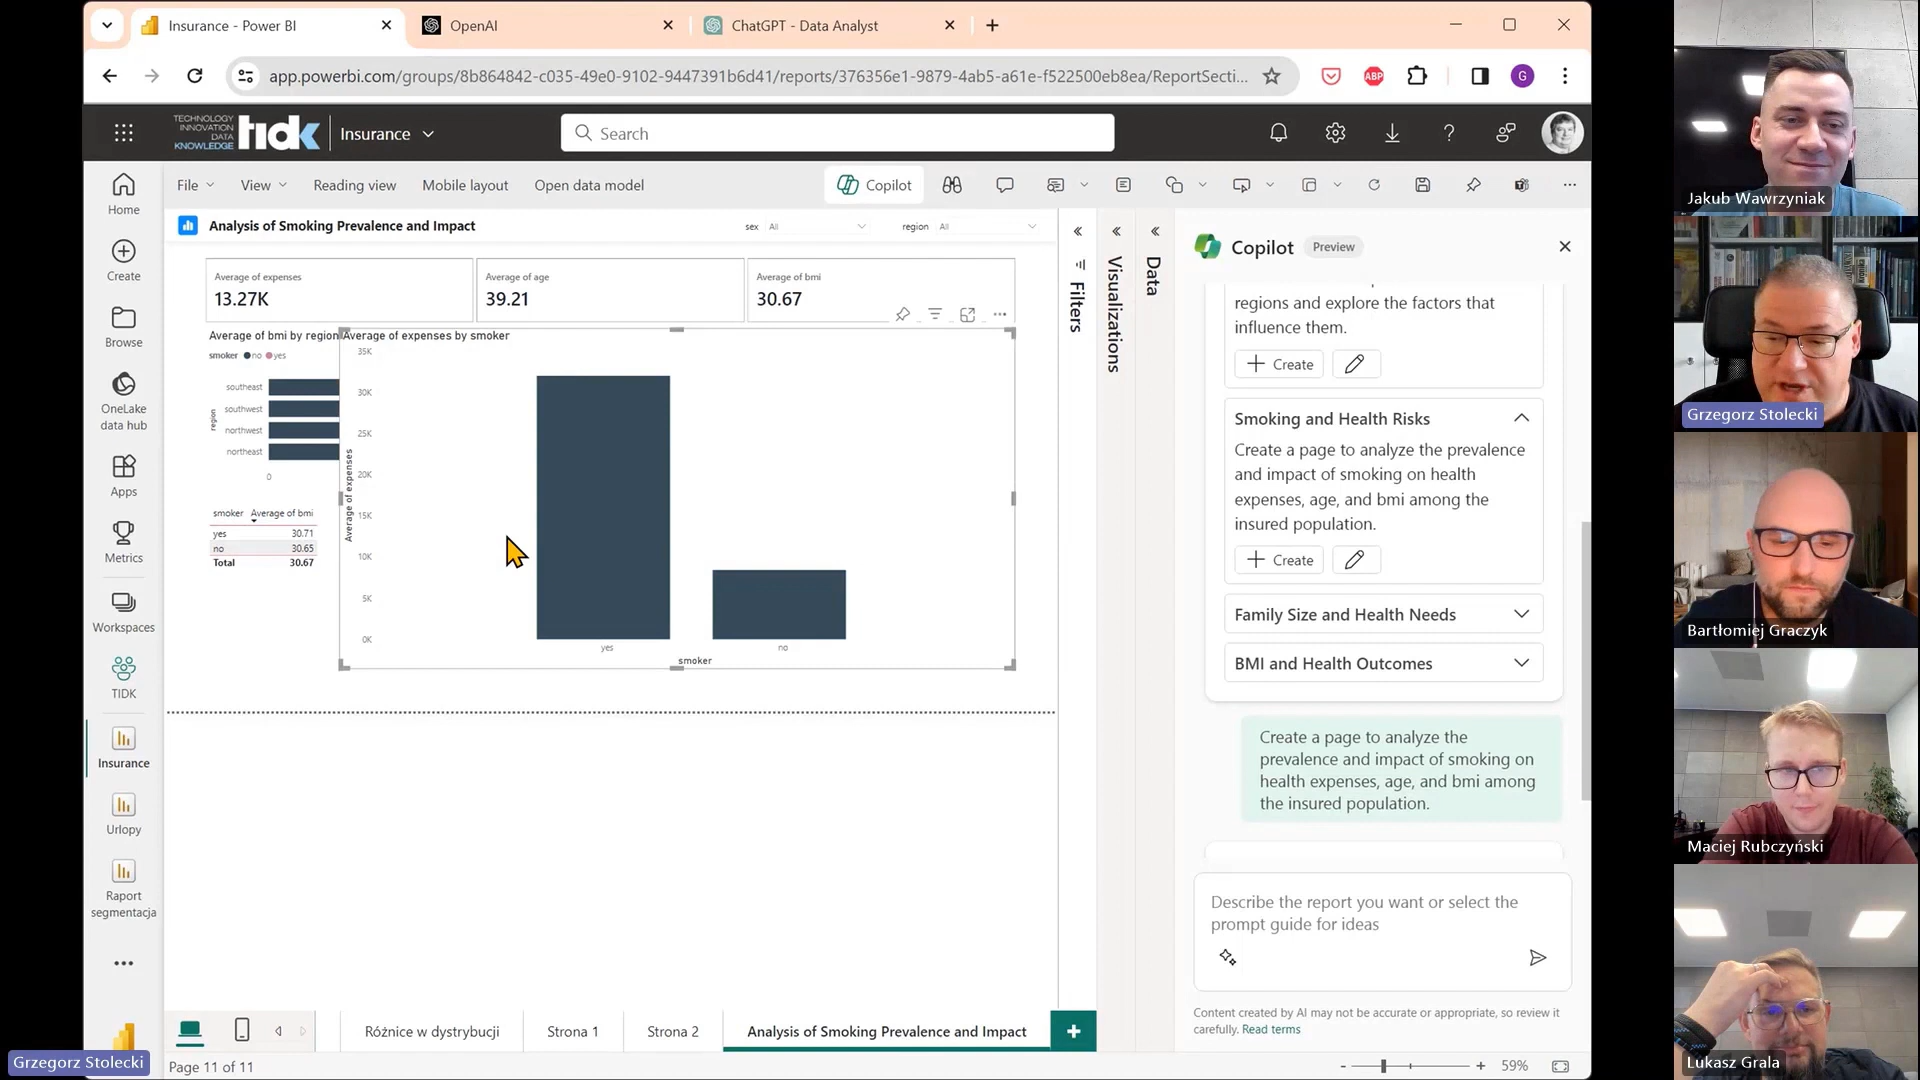 Insurance - Power BI
OpenAI
ChatGPT - Data Analyst
app.powerbi.com/groups/8b864842-c035-49e0-9102-9447391b6d41/reports/376356e1-9879-4ab5-a61e-f522500eb8ea/ReportSecti...
ABP
G
TECHNOLOGY
INNOVATION
DATA
KNOWLEDGE
tidk
Insurance
Search
Home
Create
Browse
OneLake
data hub
Apps
Metrics
Workspaces
TIDK
Insurance
Urlopy
Raport
segmentacja
File
View
Reading view
Mobile layout
Open data model
Copilot
Analysis of Smoking Prevalence and Impact
sex
All
region
All
Average of expenses
13.27K
Average of age
39.21
Average of bmi
30.67
Average of bmi by region
smoker
no
yes
southeast
southwest
northwest
northeast
region
0
smoker
Average of bmi
yes
30.71
no
30.65
Total
30.67
Average of expenses by smoker
35K
30K
25K
20K
15K
10K
5K
0K
Average of expenses
yes
no
smoker
Filters
Visualizations
Data
Copilot
Preview
regions and explore the factors that
influence them.
Create
Smoking and Health Risks
Create a page to analyze the prevalence
and impact of smoking on health
expenses, age, and bmi among the
insured population.
Create
Family Size and Health Needs
BMI and Health Outcomes
Create a page to analyze the
prevalence and impact of smoking on
health expenses, age, and bmi among
the insured population.
Describe the report you want or select the
prompt guide for ideas
Content created by AI may not be accurate or appropriate, so review it
carefully. Read terms
Różnice w dystrybucji
Strona 1
Strona 2
Analysis of Smoking Prevalence and Impact
Page 11 of 11
59%
Grzegorz Stolecki
Jakub Wawrzyniak
Grzegorz Stolecki
Bartłomiej Graczyk
Maciej Rubczyński
Lukasz Grala